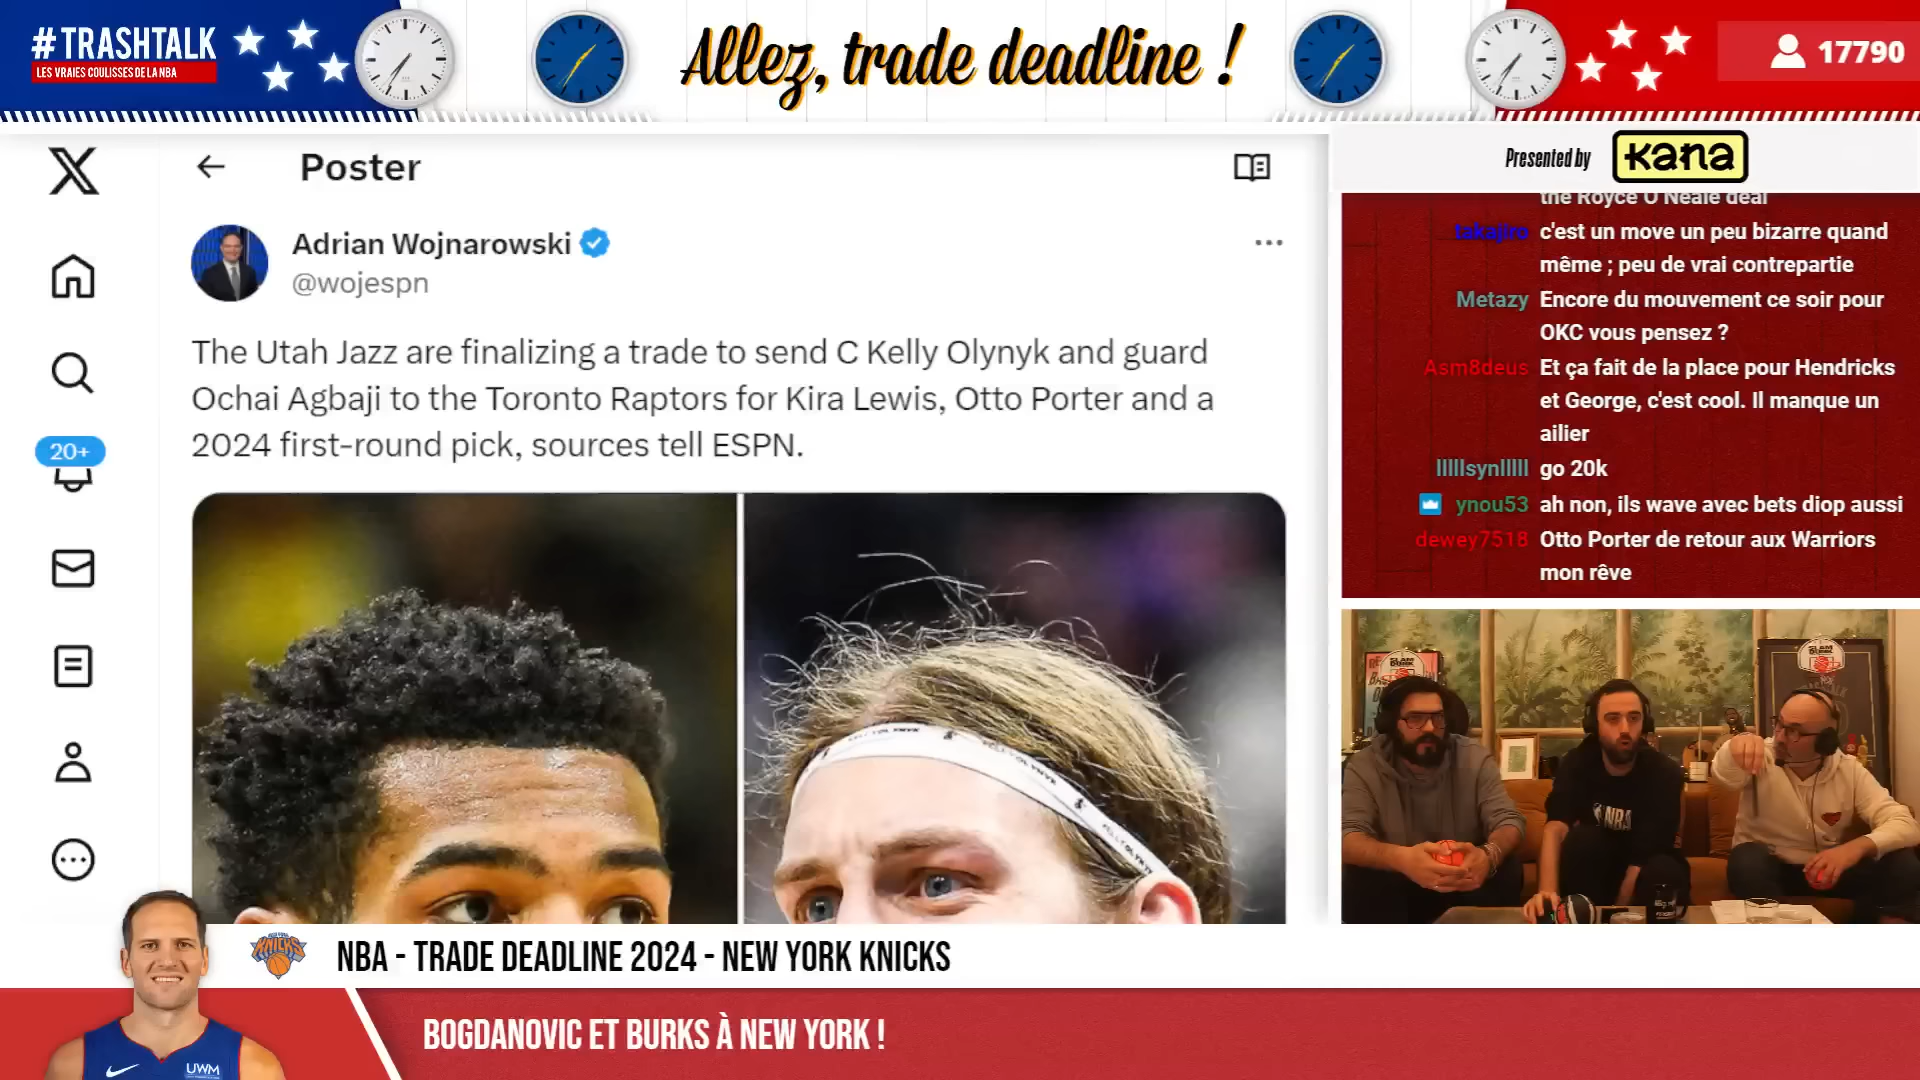 #TRASHTALK
LES VRAIES COULISSES DE LA NBA
Allez, trade deadline !
17790
Poster
Adrian Wojnarowski
@wojespn
The Utah Jazz are finalizing a trade to send C Kelly Olynyk and guard
Ochai Agbaji to the Toronto Raptors for Kira Lewis, Otto Porter and a
2024 first-round pick, sources tell ESPN.
20+
Presented by
kana
the Royce O'Neale deal
takajiro c'est un move un peu bizarre quand
même ; peu de vrai contrepartie
Metazy Encore du mouvement ce soir pour
OKC vous pensez ?
Asm8deus Et ça fait de la place pour Hendricks
et George, c'est cool. Il manque un
ailier
lllllsynlllll go 20k
ynou53 ah non, ils wave avec bets diop aussi
dewey7518 Otto Porter de retour aux Warriors
mon rêve
NBA
KNICKS
NBA - TRADE DEADLINE 2024 - NEW YORK KNICKS
BOGDANOVIC ET BURKS À NEW YORK !
UWM